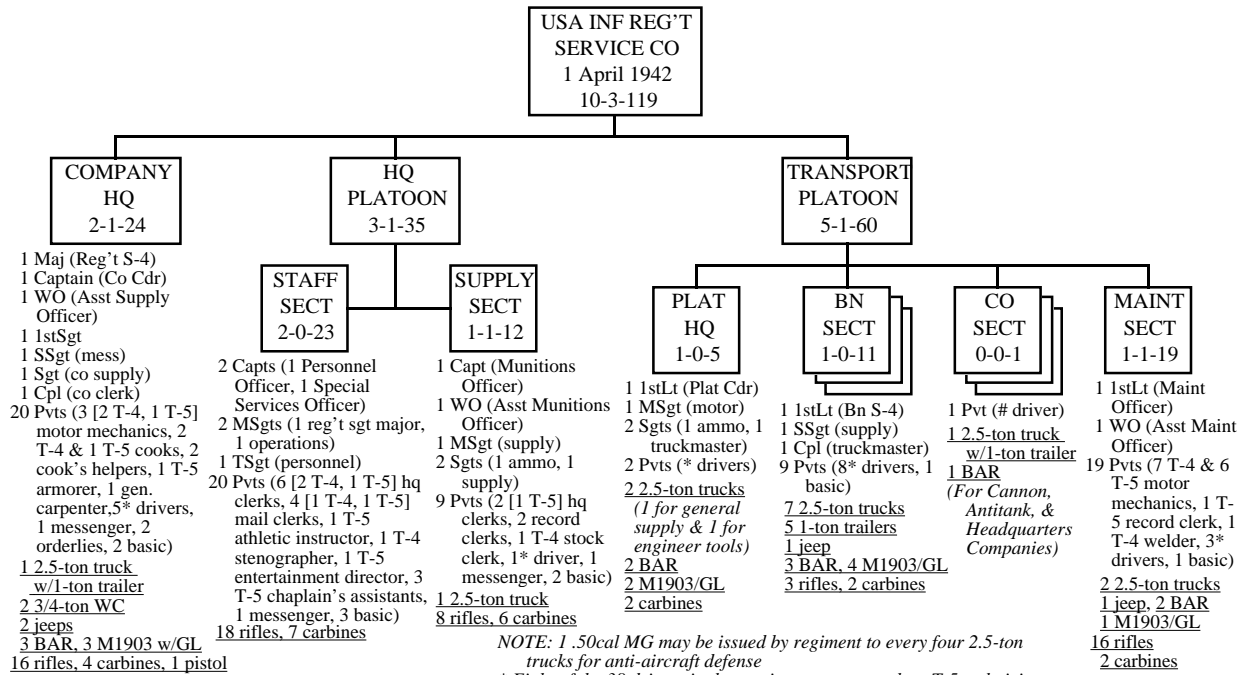 USA INF REG'T
SERVICE CO
1 April 1942
10-3-119
COMPANY
HQ
2-1-24
1 Maj (Reg't S-4)
1 Captain (Co Cdr)
1 WO (Asst Supply
Officer)
1 1stSgt
1 SSgt (mess)
1 Sgt (co supply)
1 Cpl (co clerk)
20 Pvts (3 [2 T-4, 1 T-5]
motor mechanics, 2
T-4 & 1 T-5 cooks, 2
cook's helpers, 1 T-5
armorer, 1 gen.
carpenter,5* drivers,
1 messenger, 2
orderlies, 2 basic)
1 2.5-ton truck
w/1-ton trailer
2 3/4-ton WC
2 jeeps
3 BAR, 3 M1903 w/GL
16 rifles, 4 carbines, 1 pistol
HQ
PLATOON
3-1-35
STAFF
SECT
2-0-23
2 Capts (1 Personnel
Officer, 1 Special
Services Officer)
2 MSgts (1 reg't sgt major,
1 operations)
1 TSgt (personnel)
20 Pvts (6 [2 T-4, 1 T-5] hq
clerks, 4 [1 T-4, 1 T-5]
mail clerks, 1 T-5
athletic instructor, 1 T-4
stenographer, 1 T-5
entertainment director, 3
T-5 chaplain's assistants,
1 messenger, 3 basic)
18 rifles, 7 carbines
SUPPLY
SECT
1-1-12
1 Capt (Munitions
Officer)
1 WO (Asst Munitions
Officer)
1 MSgt (supply)
2 Sgts (1 ammo, 1
supply)
9 Pvts (2 [1 T-5] hq
clerks, 2 record
clerks, 1 T-4 stock
clerk, 1* driver, 1
messenger, 2 basic)
1 2.5-ton truck
8 rifles, 6 carbines
TRANSPORT
PLATOON
5-1-60
PLAT
HQ
1-0-5
1 1stLt (Plat Cdr)
1 MSgt (motor)
2 Sgts (1 ammo, 1
truckmaster)
2 Pvts (* drivers)
2 2.5-ton trucks
(1 for general
supply & 1 for
engineer tools)
2 BAR
2 M1903/GL
2 carbines
BN
SECT
1-0-11
1 1stLt (Bn S-4)
1 SSgt (supply)
1 Cpl (truckmaster)
9 Pvts (8* drivers, 1
basic)
7 2.5-ton trucks
5 1-ton trailers
1 jeep
3 BAR, 4 M1903/GL
3 rifles, 2 carbines
CO
SECT
0-0-1
1 Pvt (# driver)
1 2.5-ton truck
w/1-ton trailer
1 BAR
(For Cannon,
Antitank, &
Headquarters
Companies)
MAINT
SECT
1-1-19
1 1stLt (Maint
Officer)
1 WO (Asst Maint
Officer)
19 Pvts (7 T-4 & 6
T-5 motor
mechanics, 1 T-
5 record clerk, 1
T-4 welder, 3*
drivers, 1 basic)
2 2.5-ton trucks
1 jeep, 2 BAR
1 M1903/GL
16 rifles
2 carbines
NOTE: 1 .50cal MG may be issued by regiment to every four 2.5-ton
trucks for anti-aircraft defense